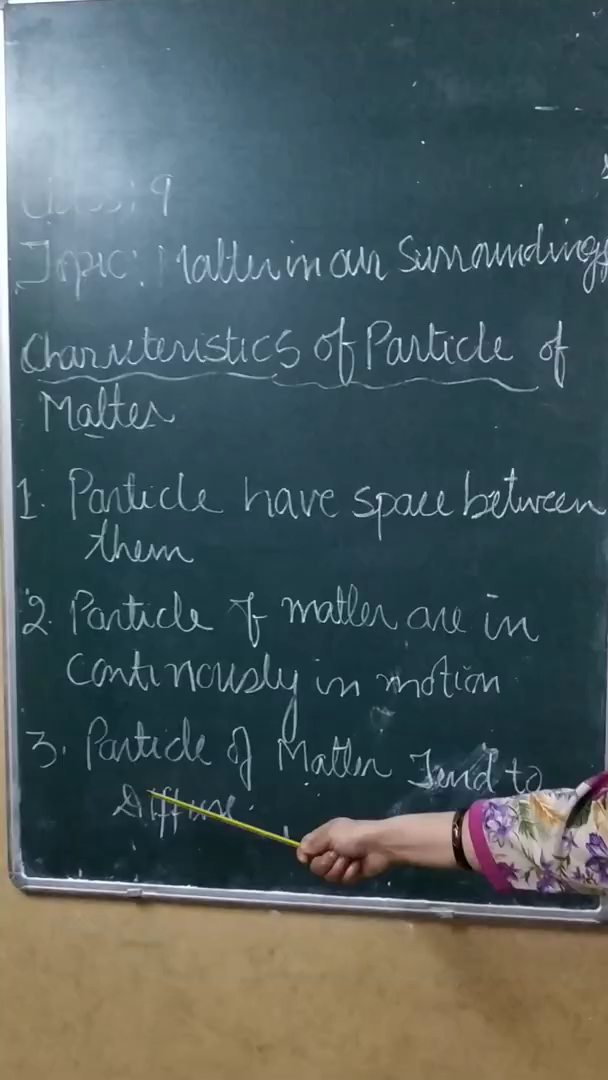 Class: 9
Topic: Matter in our Surroundings
Charcteristics of Particle of
Matter
1. Particle have space between
them
2. Particle of matter are in
continously in motion
3. Particle of Matter Tend to
Diffuse.